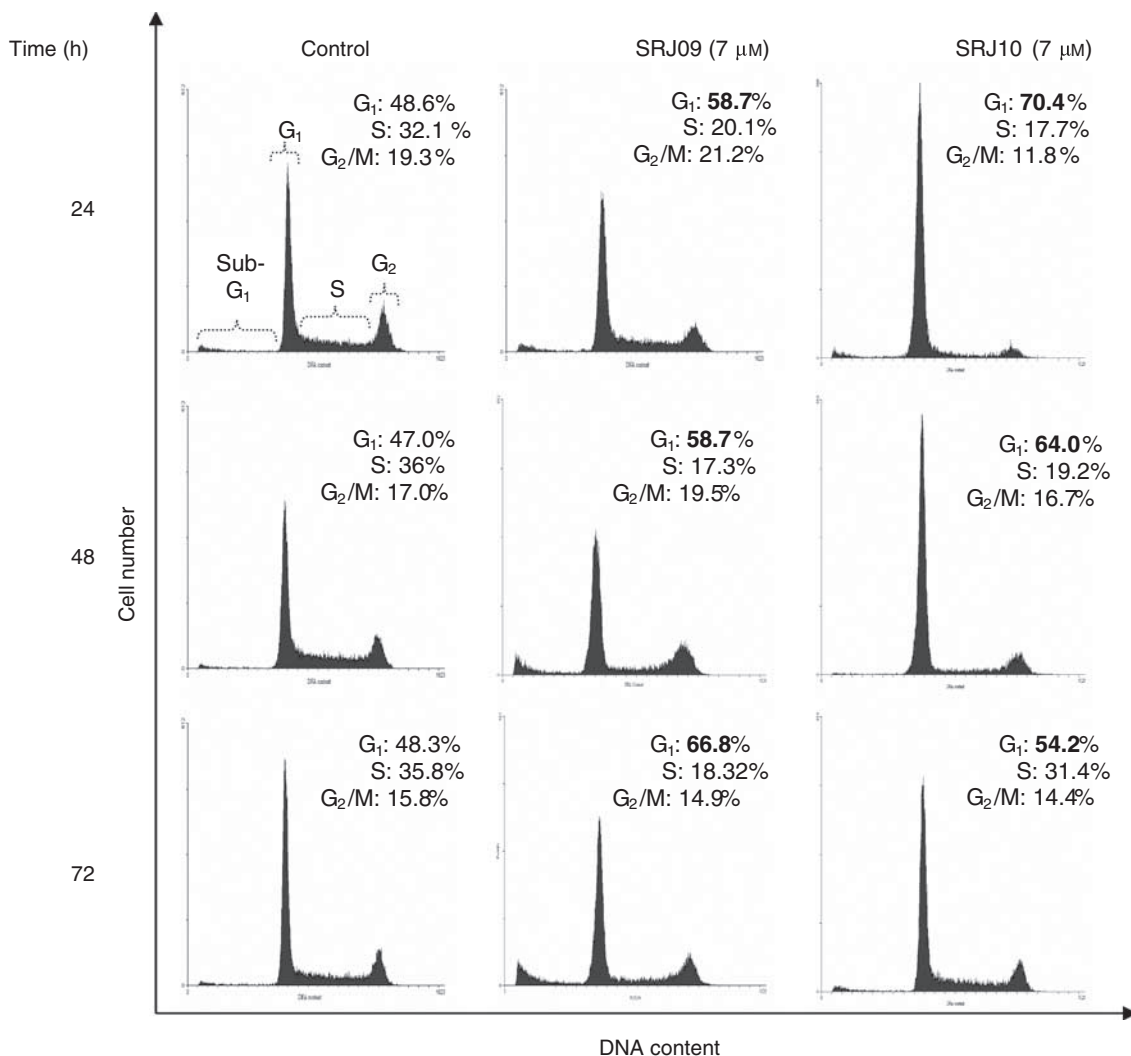 Time (h)
Control
SRJ09 (7 μM)
SRJ10 (7 μM)
24
G₁: 48.6%
S: 32.1 %
G₂/M: 19.3%
G₁
Sub-
G₁
S
G₂
G₁: 58.7%
S: 20.1%
G₂/M: 21.2%
G₁: 70.4%
S: 17.7%
G₂/M: 11.8%
48
G₁: 47.0%
S: 36%
G₂/M: 17.0%
G₁: 58.7%
S: 17.3%
G₂/M: 19.5%
G₁: 64.0%
S: 19.2%
G₂/M: 16.7%
72
G₁: 48.3%
S: 35.8%
G₂/M: 15.8%
G₁: 66.8%
S: 18.32%
G₂/M: 14.9%
G₁: 54.2%
S: 31.4%
G₂/M: 14.4%
Cell number
DNA content